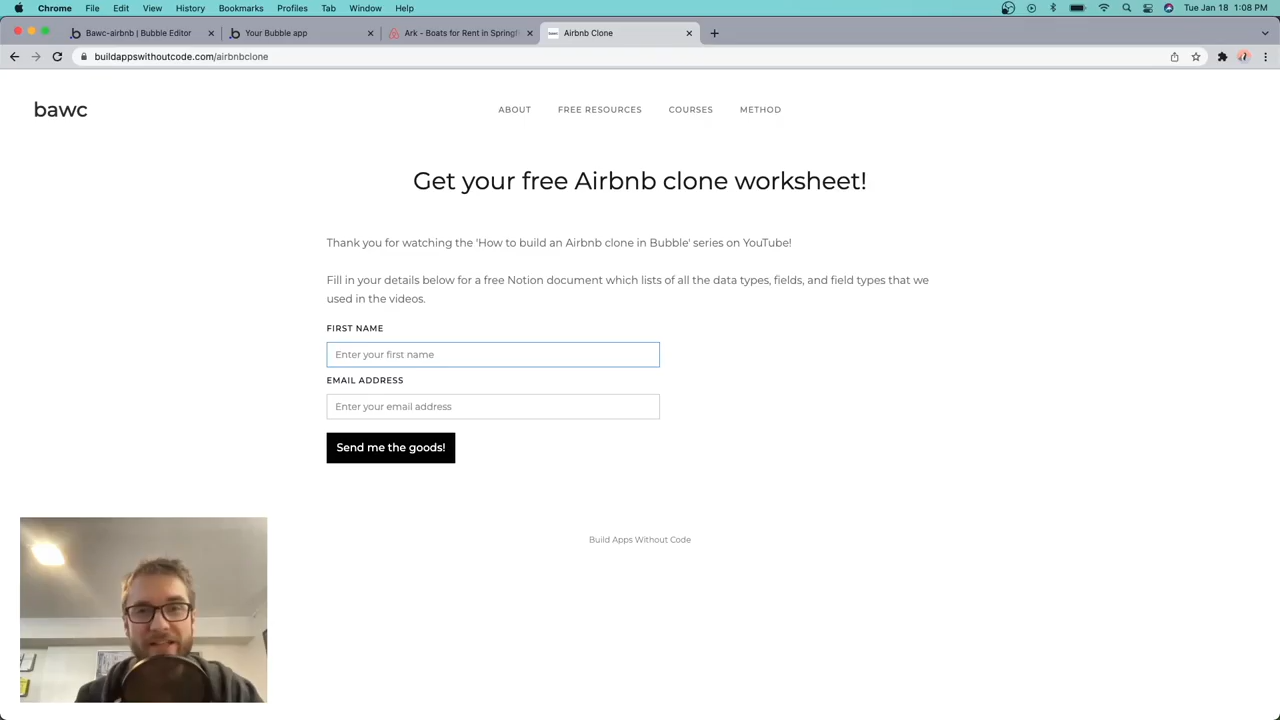 Chrome File Edit View History Bookmarks Profiles Tab Window Help Tue Jan 18 1:08 PM
Bawc-airbnb | Bubble Editor Your Bubble app Ark - Boats for Rent in Springf Airbnb Clone
buildappswithoutcode.com/airbnbclone
bawc ABOUT FREE RESOURCES COURSES METHOD
Get your free Airbnb clone worksheet!
Thank you for watching the 'How to build an Airbnb clone in Bubble' series on YouTube!
Fill in your details below for a free Notion document which lists of all the data types, fields, and field types that we
used in the videos.
FIRST NAME
Enter your first name
EMAIL ADDRESS
Enter your email address
Send me the goods!
Build Apps Without Code